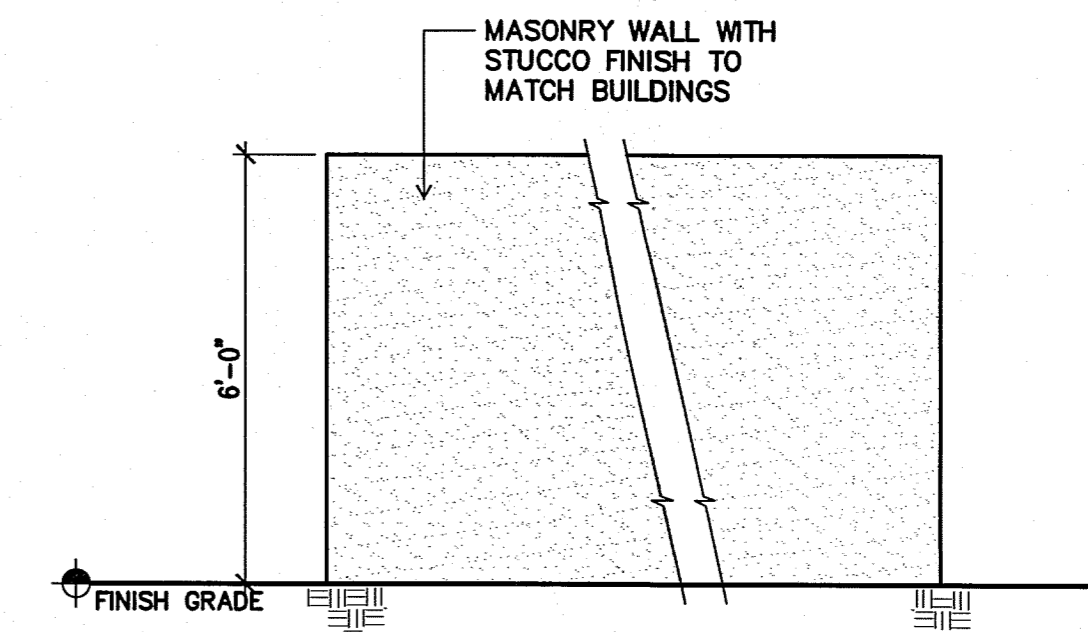 MASONRY WALL WITH
STUCCO FINISH TO
MATCH BUILDINGS
6'-0"
FINISH GRADE